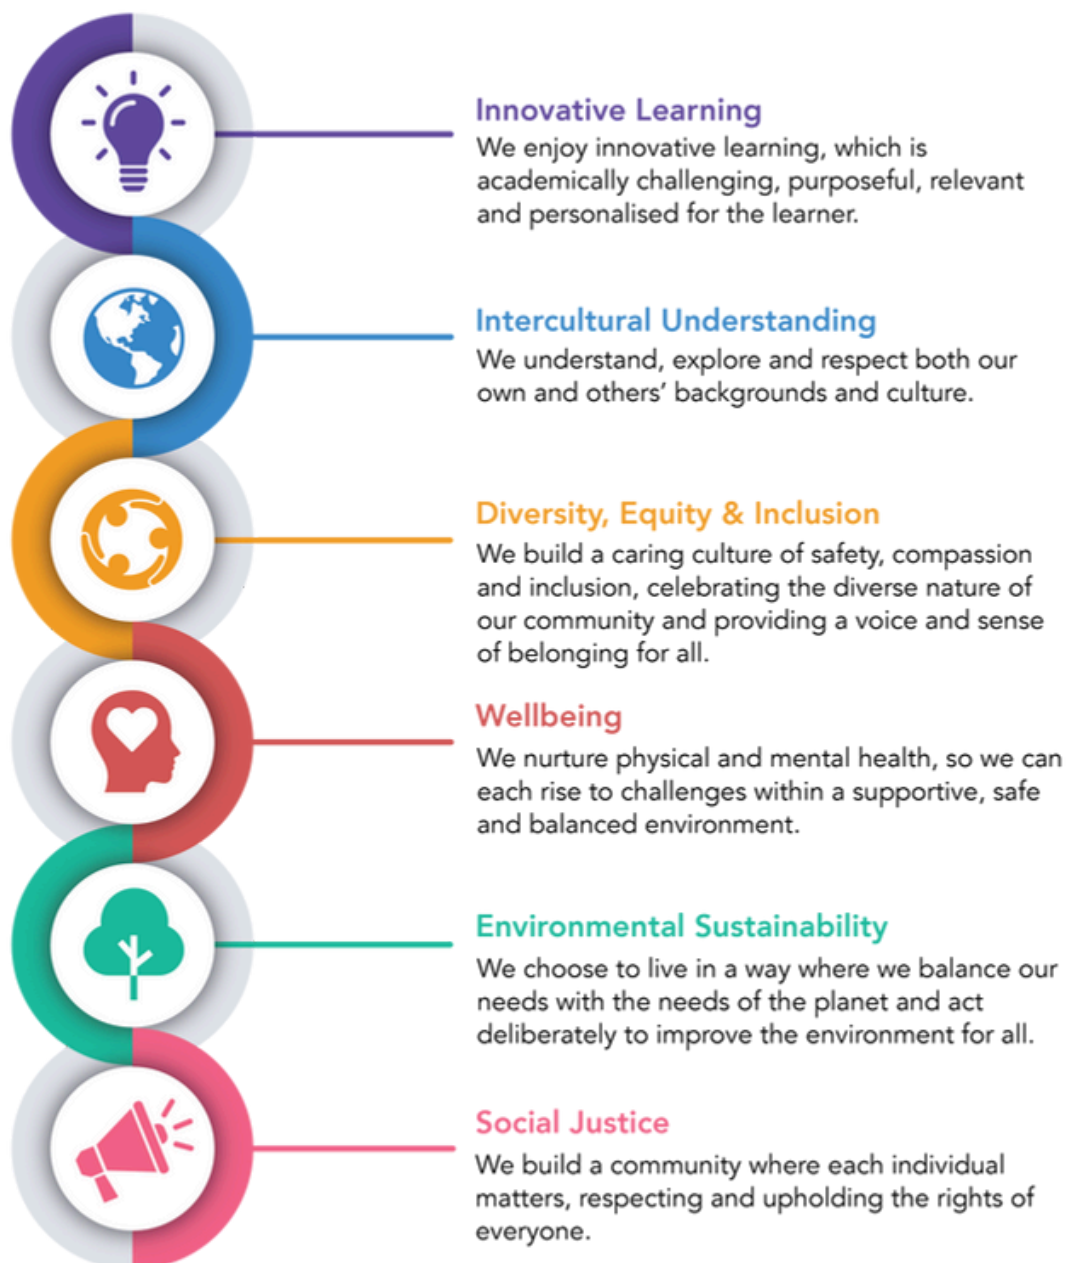 Innovative Learning
We enjoy innovative learning, which is
academically challenging, purposeful, relevant
and personalised for the learner.
Intercultural Understanding
We understand, explore and respect both our
own and others’ backgrounds and culture.
Diversity, Equity & Inclusion
We build a caring culture of safety, compassion
and inclusion, celebrating the diverse nature of
our community and providing a voice and sense
of belonging for all.
Wellbeing
We nurture physical and mental health, so we can
each rise to challenges within a supportive, safe
and balanced environment.
Environmental Sustainability
We choose to live in a way where we balance our
needs with the needs of the planet and act
deliberately to improve the environment for all.
Social Justice
We build a community where each individual
matters, respecting and upholding the rights of
everyone.